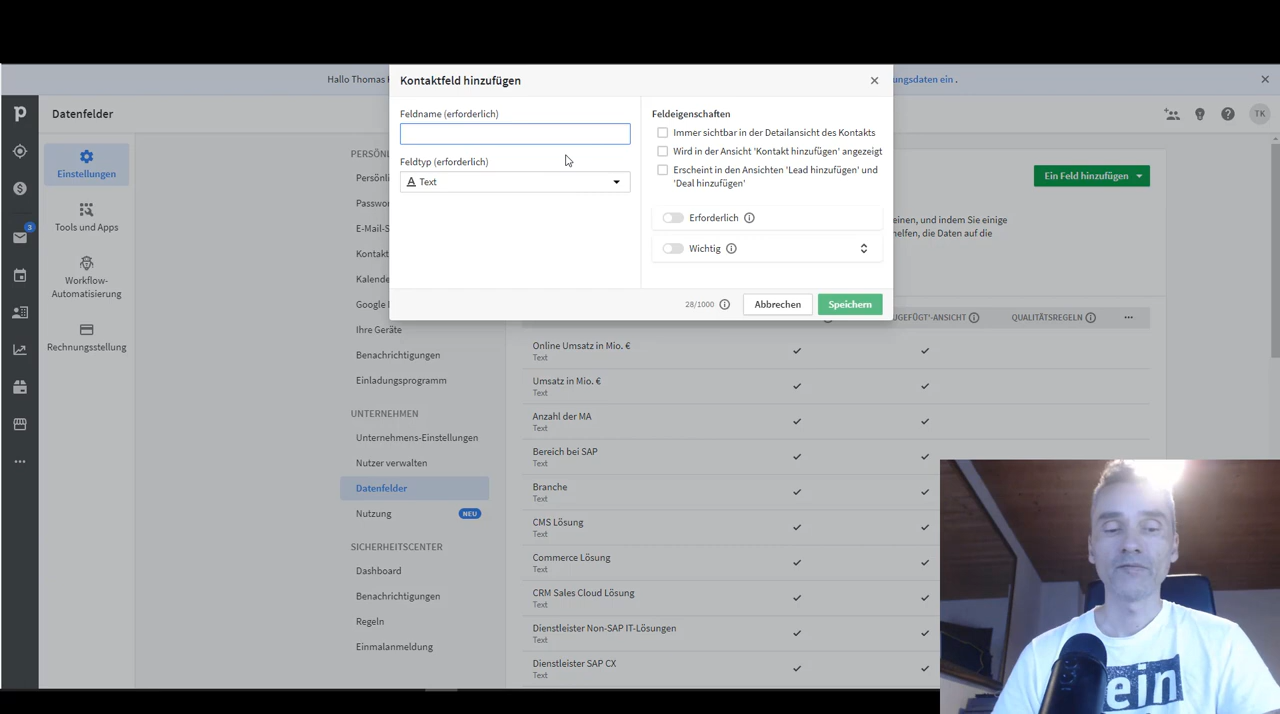 Hallo Thomas
ungsdaten ein .
Kontaktfeld hinzufügen
Feldname (erforderlich)
Feldtyp (erforderlich)
Text
Feldeigenschaften
Immer sichtbar in der Detailansicht des Kontakts
Wird in der Ansicht 'Kontakt hinzufügen' angezeigt
Erscheint in den Ansichten 'Lead hinzufügen' und
'Deal hinzufügen'
Erforderlich
Wichtig
28/1000
Abbrechen
Speichern
p
3
Datenfelder
TK
Einstellungen
Tools und Apps
Workflow-
Automatisierung
Rechnungsstellung
PERSÖN
Persönli
Passwor
E-Mail-S
Kontakt
Kalende
Google
Ihre Geräte
Benachrichtigungen
Einladungsprogramm
UNTERNEHMEN
Unternehmens-Einstellungen
Nutzer verwalten
Datenfelder
Nutzung
NEU
SICHERHEITSCENTER
Dashboard
Benachrichtigungen
Regeln
Einmalanmeldung
Ein Feld hinzufügen
einen, und indem Sie einige
helfen, die Daten auf die
UGEFÜGT'-ANSICHT
QUALITÄTSREGELN
Online Umsatz in Mio. €
Text
Umsatz in Mio. €
Text
Anzahl der MA
Text
Bereich bei SAP
Text
Branche
Text
CMS Lösung
Text
Commerce Lösung
Text
CRM Sales Cloud Lösung
Text
Dienstleister Non-SAP IT-Lösungen
Text
Dienstleister SAP CX
Text
ein